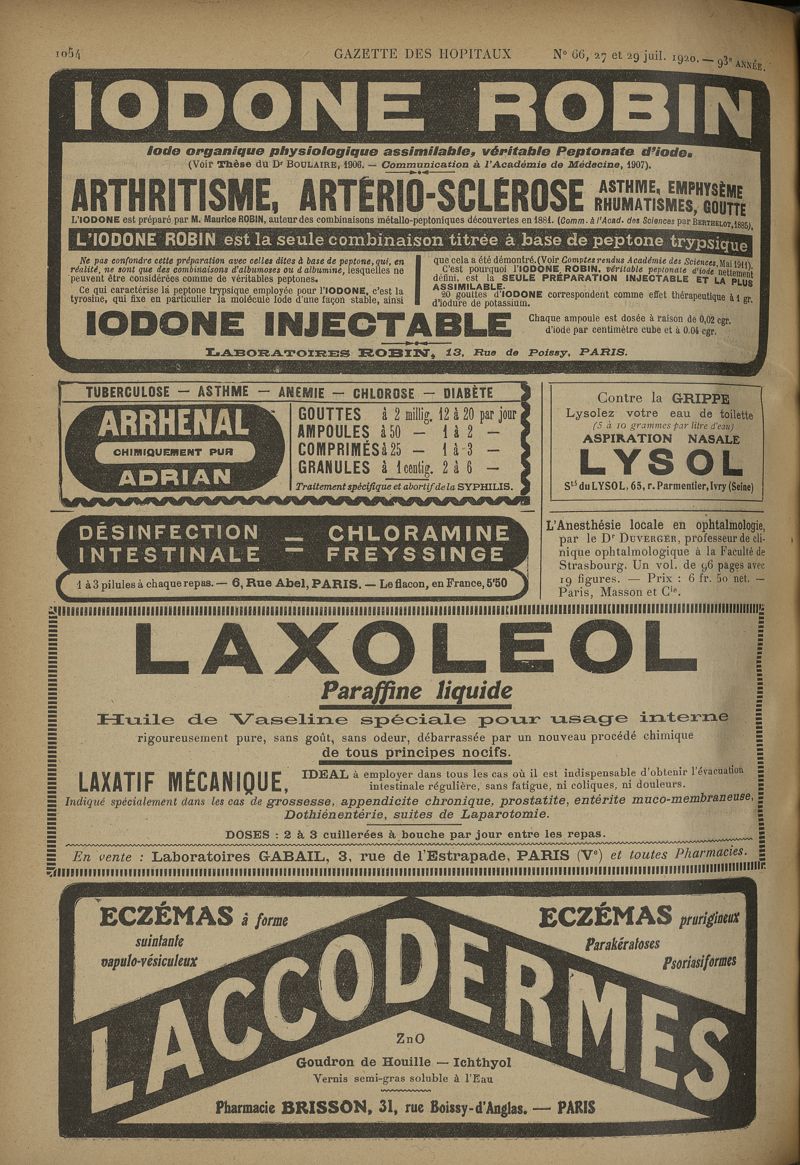 1054 GAZETTE DES HOPITAUX N° 66, 27 et 29 juil. 1920. — 93e ANNÉE.
IODONE ROBIN
Iode organique physiologique assimilable, véritable Peptonate d'iode.
(Voir Thèse du Dr BOULAIRE, 1906. — Communication à l'Académie de Médecine, 1907).
ARTHRITISME, ARTÉRIO-SCLÉROSE
ASTHME, EMPHYSÈME
RHUMATISMES, GOUTTE
L'IODONE est préparé par M. Maurice ROBIN, auteur des combinaisons métallo-peptoniques découvertes en 1881. (Comm. à l'Acad. des Sciences par BERTHELOT, 1885).
L'IODONE ROBIN est la seule combinaison titrée à base de peptone trypsique
Ne pas confondre cette préparation avec celles dites à base de peptone, qui, en
réalité, ne sont que des combinaisons d'albumoses ou d'albumine, lesquelles ne
peuvent être considérées comme de véritables peptones.
Ce qui caractérise la peptone trypsique employée pour l'IODONE, c'est la
tyrosine, qui fixe en particulier la molécule Iode d'une façon stable, ainsi
que cela a été démontré. (Voir Comptes rendus Académie des Sciences, Mai 1911).
C'est pourquoi l'IODONE ROBIN, véritable peptonate d'iode nettement
défini, est la SEULE PRÉPARATION INJECTABLE ET LA PLUS
ASSIMILABLE.
20 gouttes d'IODONE correspondent comme effet thérapeutique à 1 gr.
d'iodure de potassium.
IODONE INJECTABLE
Chaque ampoule est dosée à raison de 0,02 cgr.
d'iode par centimètre cube et à 0.04 cgr.
LABORATOIRES ROBIN, 13, Rue de Poissy, PARIS.
TUBERCULOSE — ASTHME — ANEMIE — CHLOROSE — DIABÈTE
ARRHENAL
CHIMIQUEMENT PUR
ADRIAN
GOUTTES à 2 millig. 12 à 20 par jour
AMPOULES à 50 — 1 à 2 —
COMPRIMÉS à 25 — 1 à 3 —
GRANULES à 1 centig. 2 à 6 —
Traitement spécifique et abortif de la SYPHILIS.
Contre la GRIPPE
Lysolez votre eau de toilette
(5 à 10 grammes par litre d'eau)
ASPIRATION NASALE
LYSOL
Sté du LYSOL, 65, r. Parmentier, Ivry (Seine)
DÉSINFECTION — CHLORAMINE
INTESTINALE — FREYSSINGE
1 à 3 pilules à chaque repas. — 6, Rue Abel, PARIS. — Le flacon, en France, 5'50
L'Anesthésie locale en ophtalmologie,
par le Dr DUVERGER, professeur de cli-
nique ophtalmologique à la Faculté de
Strasbourg. Un vol. de 96 pages avec
19 figures. — Prix : 6 fr. 50 net. —
Paris, Masson et Cie.
LAXOLEOL
Paraffine liquide
Huile de Vaseline spéciale pour usage interne
rigoureusement pure, sans goût, sans odeur, débarrassée par un nouveau procédé chimique
de tous principes nocifs.
LAXATIF MÉCANIQUE,
IDEAL à employer dans tous les cas où il est indispensable d'obtenir l'évacuation
intestinale régulière, sans fatigue, ni coliques, ni douleurs.
Indiqué spécialement dans les cas de grossesse, appendicite chronique, prostatite, entérite muco-membraneuse,
Dothiénentérie, suites de Laparotomie.
DOSES : 2 à 3 cuillerées à bouche par jour entre les repas.
En vente : Laboratoires GABAIL, 3, rue de l'Estrapade, PARIS (Ve) et toutes Pharmacies.
ECZÉMAS à forme
suintante
vapulo-vésiculeux
ECZÉMAS prurigineux
Parakératoses
Psoriasiformes
LACCODERMES
ZnO
Goudron de Houille — Ichthyol
Vernis semi-gras soluble à l'Eau
Pharmacie BRISSON, 31, rue Boissy-d'Anglas. — PARIS